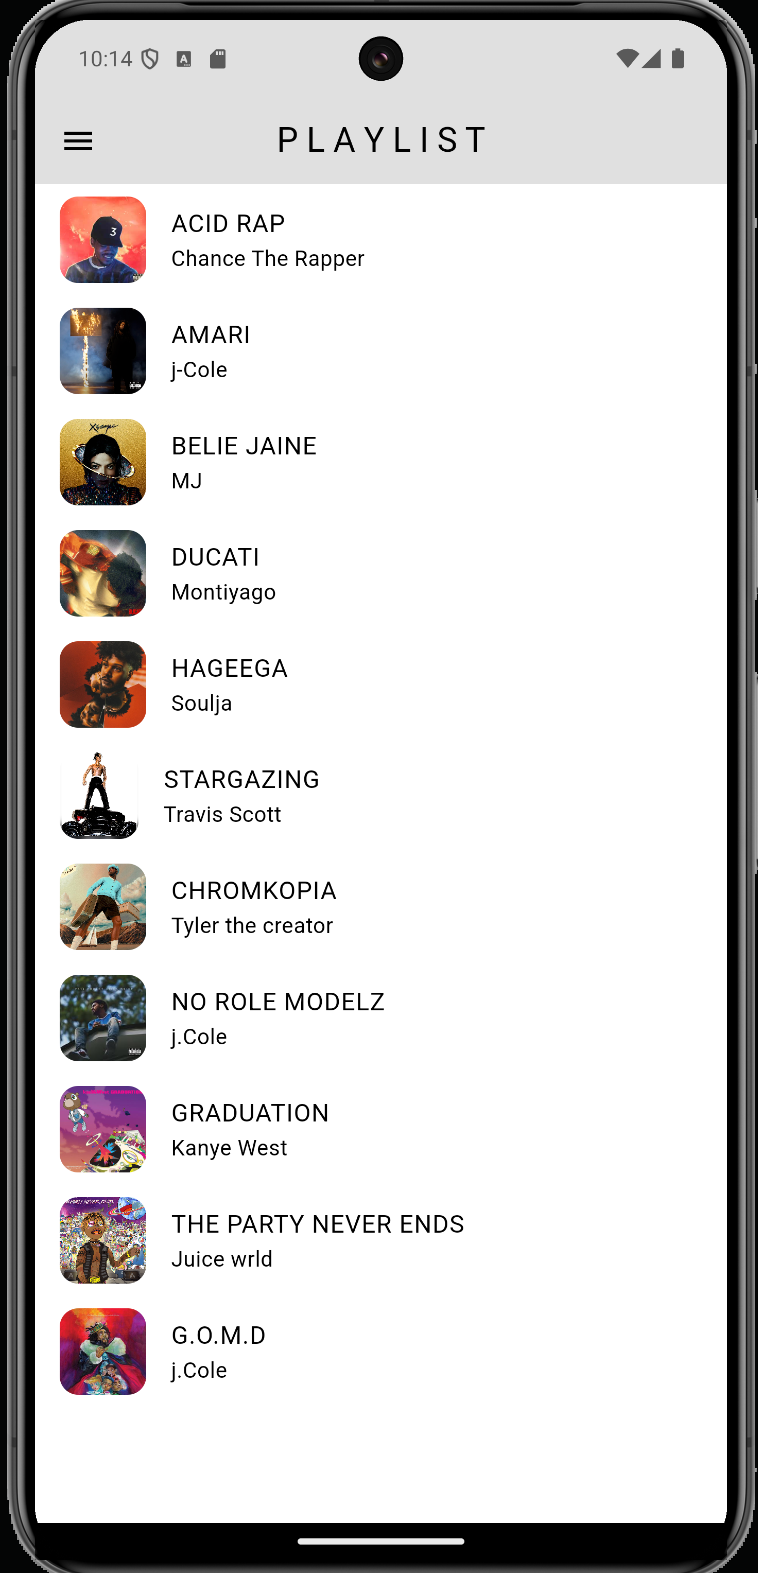 10:14
PLAYLIST
3
ACID RAP
Chance The Rapper
AMARI
j-Cole
Xscape
BELIE JAINE
MJ
DUCATI
Montiyago
HAGEEGA
Soulja
STARGAZING
Travis Scott
CHROMKOPIA
Tyler the creator
NO ROLE MODELZ
j.Cole
GRADUATION
Kanye West
THE PARTY NEVER ENDS
Juice wrld
G.O.M.D
j.Cole